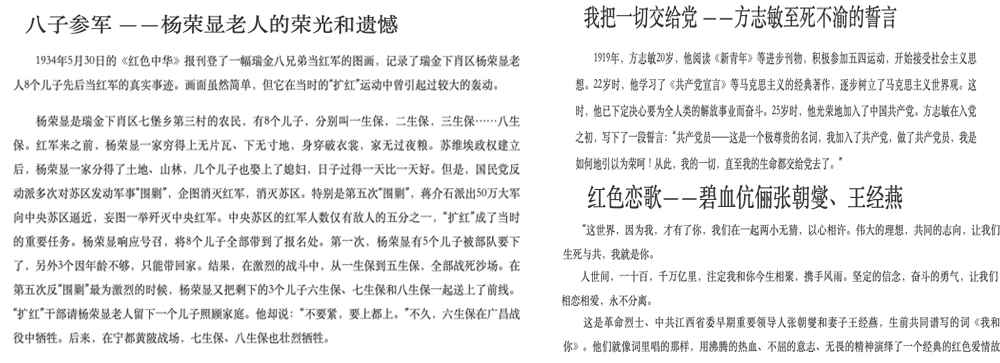 八子参军 ——杨荣显老人的荣光和遗憾
1934年5月30日的《红色中华》报刊登了一幅瑞金八兄弟当红军的图画，记录了瑞金下肖区杨荣显老
人8个儿子先后当红军的真实事迹。画面虽然简单，但它在当时的“扩红”运动中曾引起过较大的轰动。
杨荣显是瑞金下肖区七堡乡第三村的农民，有8个儿子，分别叫一生保，二生保，三生保……八生
保。红军来之前，杨荣显一家穷得上无片瓦、下无寸地，身穿破衣裳，家无过夜粮。苏维埃政权建立
后，杨荣显一家分得了土地、山林，几个儿子也娶上了媳妇，日子过得一天比一天好。但是，国民党反
动派多次对苏区发动军事“围剿”，企图消灭红军，消灭苏区。特别是第五次“围剿”，蒋介石派出50万大军
向中央苏区逼近，妄图一举歼灭中央红军。中央苏区的红军人数仅有敌人的五分之一，“扩红”成了当时
的重要任务。杨荣显响应号召，将8个儿子全部带到了报名处。第一次，杨荣显有5个儿子被部队要下
了，另外3个因年龄不够，只能带回家。结果，在激烈的战斗中，从一生保到五生保，全部战死沙场。在
第五次反“围剿”最为激烈的时候，杨荣显又把剩下的3个儿子六生保、七生保和八生保一起送上了前线。
“扩红”干部请杨荣显老人留下一个儿子照顾家庭。他却说：“不要紧，要上都上。”不久，六生保在广昌战
役中牺牲。后来，在宁都黄陂战场，七生保、八生保也壮烈牺牲。
我把一切交给党 ——方志敏至死不渝的誓言
1919年，方志敏20岁，他阅读《新青年》等进步刊物，积极参加五四运动，开始接受社会主义思
想。22岁时，他学习了《共产党宣言》等马克思主义的经典著作，逐步树立了马克思主义世界观。这
时，他已下定决心要为全人类的解放事业而奋斗。25岁时，他光荣地加入了中国共产党。方志敏在入党
之初，写下了一段誓言：“共产党员——这是一个极尊贵的名词，我加入了共产党，做了共产党员，我是
如何地引以为荣呵！从此，我的一切，直至我的生命都交给党去了。”
红色恋歌——碧血伉俪张朝燮、王经燕
“这世界，因为我，才有了你，我们在一起两小无猜，以心相许。伟大的理想，共同的志向，让我们
生死与共，我就是你。
人世间，一十百，千万亿里，注定我和你今生相聚，携手风雨。坚定的信念，奋斗的勇气，让我们
相恋相爱，永不分离。
这是革命烈士、中共江西省委早期重要领导人张朝燮和妻子王经燕，生前共同谱写的词《我和
你》。他们就像词里唱的那样，用沸腾的热血、不屈的意志、无畏的精神演绎了一个经典的红色爱情故